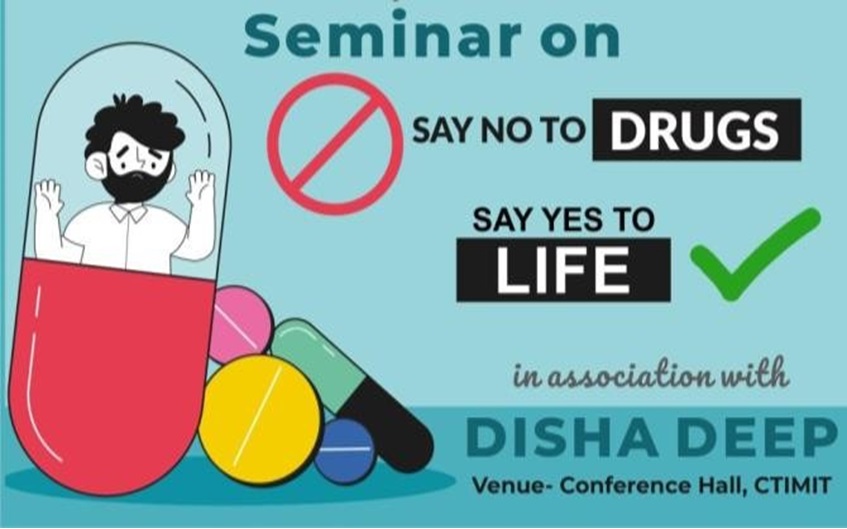 Seminar on
SAY NO TO DRUGS
SAY YES TO
LIFE
in association with
DISHA DEEP
Venue- Conference Hall, CTIMIT